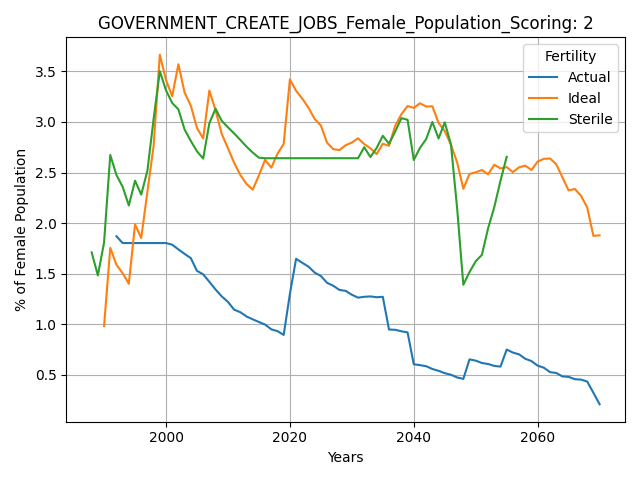 GOVERNMENT_CREATE_JOBS_Female_Population_Scoring: 2
Fertility
Actual
Ideal
Sterile
% of Female Population
3.5
3.0
2.5
2.0
1.5
1.0
0.5
2000
2020
2040
2060
Years